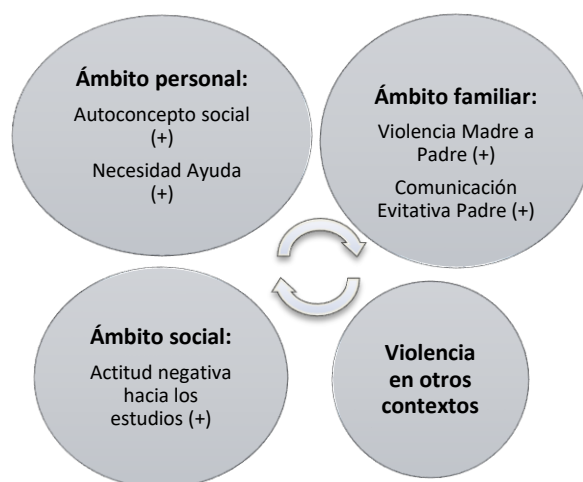 Ámbito personal:
Autoconcepto social
(+)
Necesidad Ayuda
(+)
Ámbito familiar:
Violencia Madre a
Padre (+)
Comunicación
Evitativa Padre (+)
Ámbito social:
Actitud negativa
hacia los
estudios (+)
Violencia
en otros
contextos